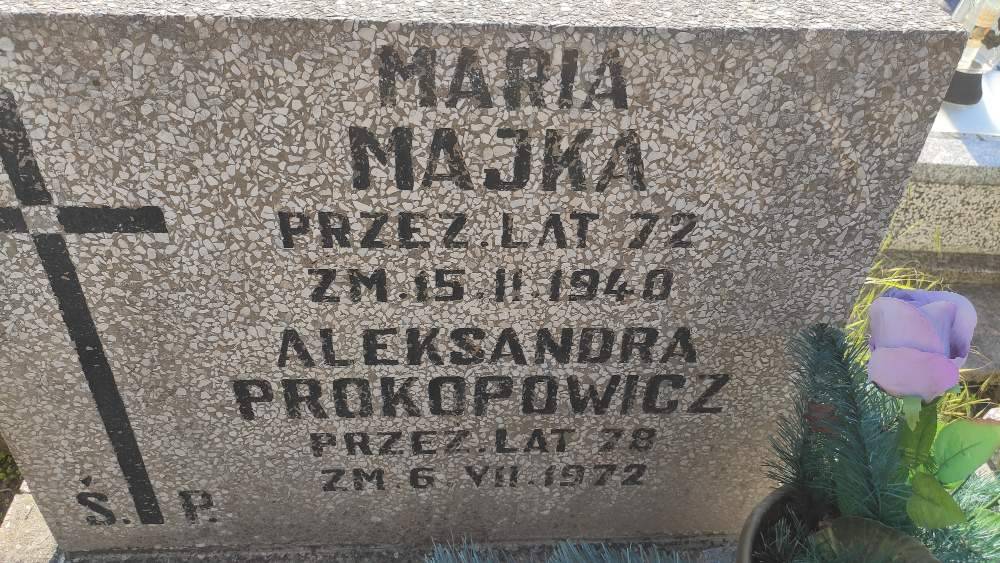 MARIA
MAJKA
PRZEZ. LAT 72
ZM. 15. II. 1940
ALEKSANDRA
PROKOPOWICZ
PRZEZ. LAT 78
ZM. 6. VII. 1972
Ś. P.